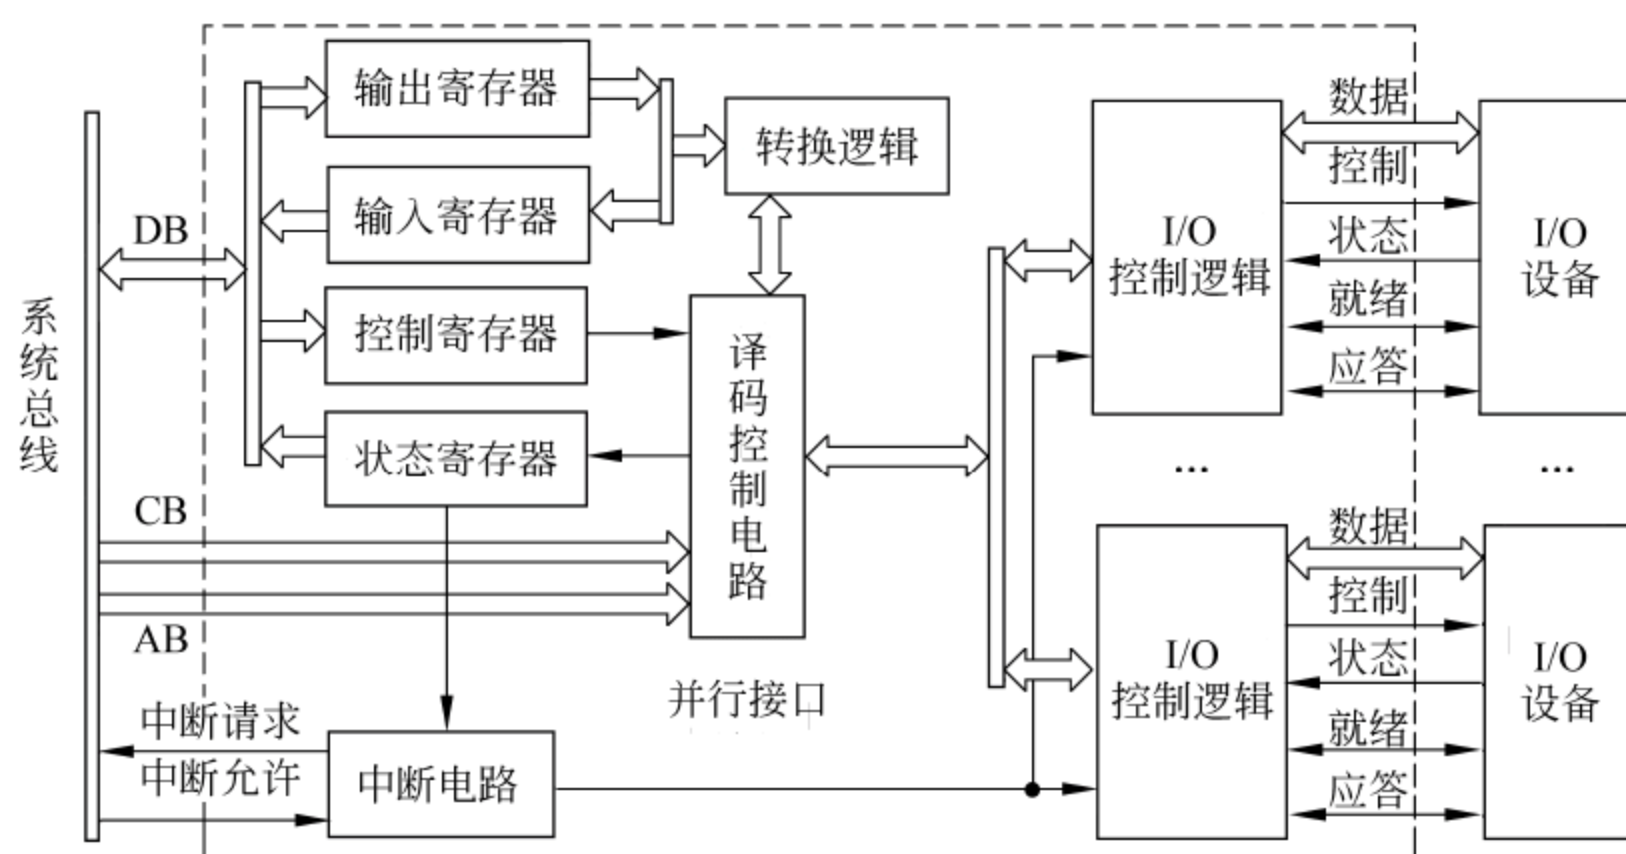 输出寄存器
转换逻辑
输入寄存器
DB
控制寄存器
状态寄存器
系统总线
CB
AB
译码控制电路
并行接口
中断请求
中断允许
中断电路
I/O
控制逻辑
数据
控制
状态
就绪
应答
I/O
设备
...
...
I/O
控制逻辑
数据
控制
状态
就绪
应答
I/O
设备